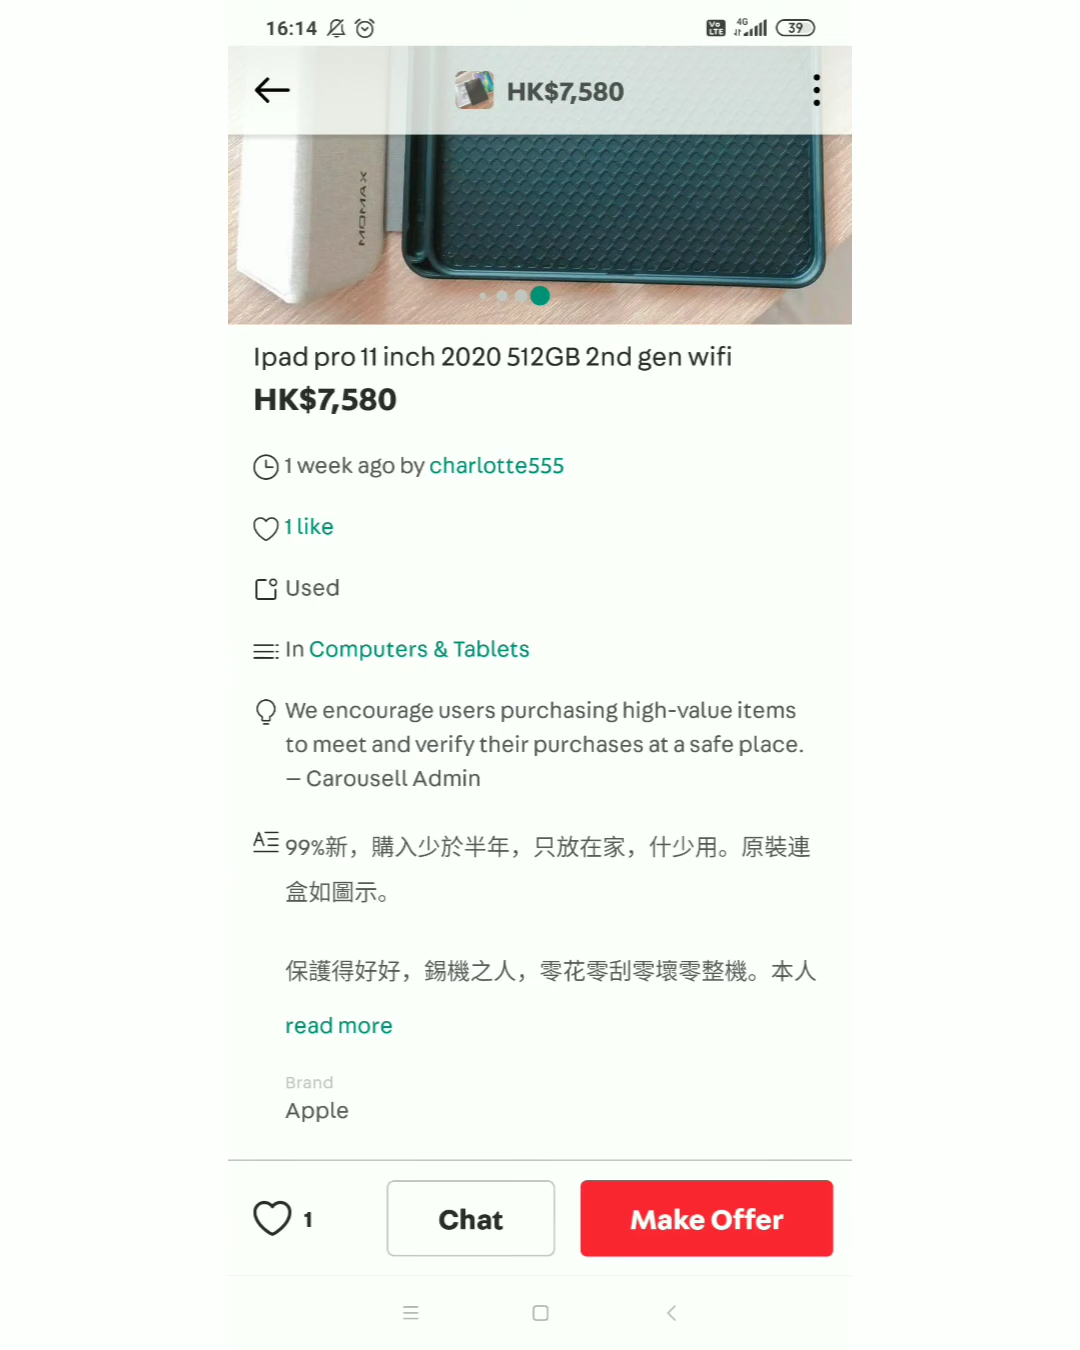 16:14
Vo LTE 4G 39
HK$7,580
MOMAX
Ipad pro 11 inch 2020 512GB 2nd gen wifi
HK$7,580
1 week ago by charlotte555
1 like
Used
In Computers & Tablets
We encourage users purchasing high-value items
to meet and verify their purchases at a safe place.
— Carousell Admin
99%新，購入少於半年，只放在家，什少用。原裝連
盒如圖示。
保護得好好，錫機之人，零花零刮零壞零整機。本人
read more
Brand
Apple
1
Chat
Make Offer